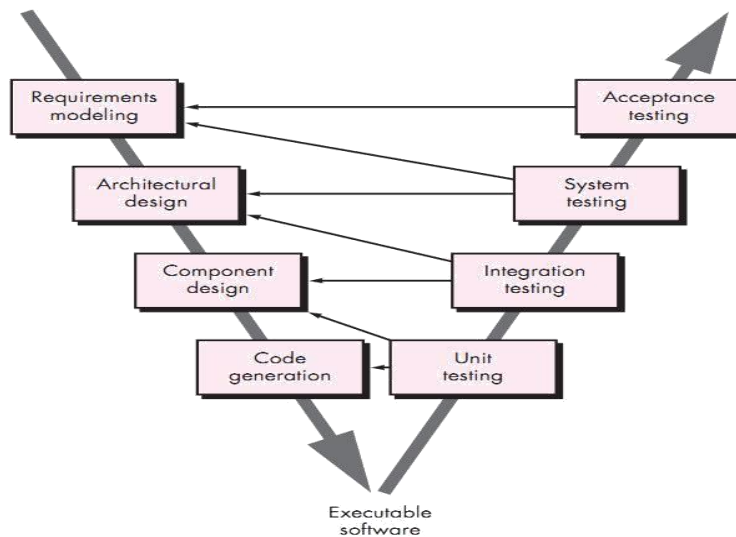 Requirements
modeling
Acceptance
testing
Architectural
design
System
testing
Component
design
Integration
testing
Code
generation
Unit
testing
Executable
software